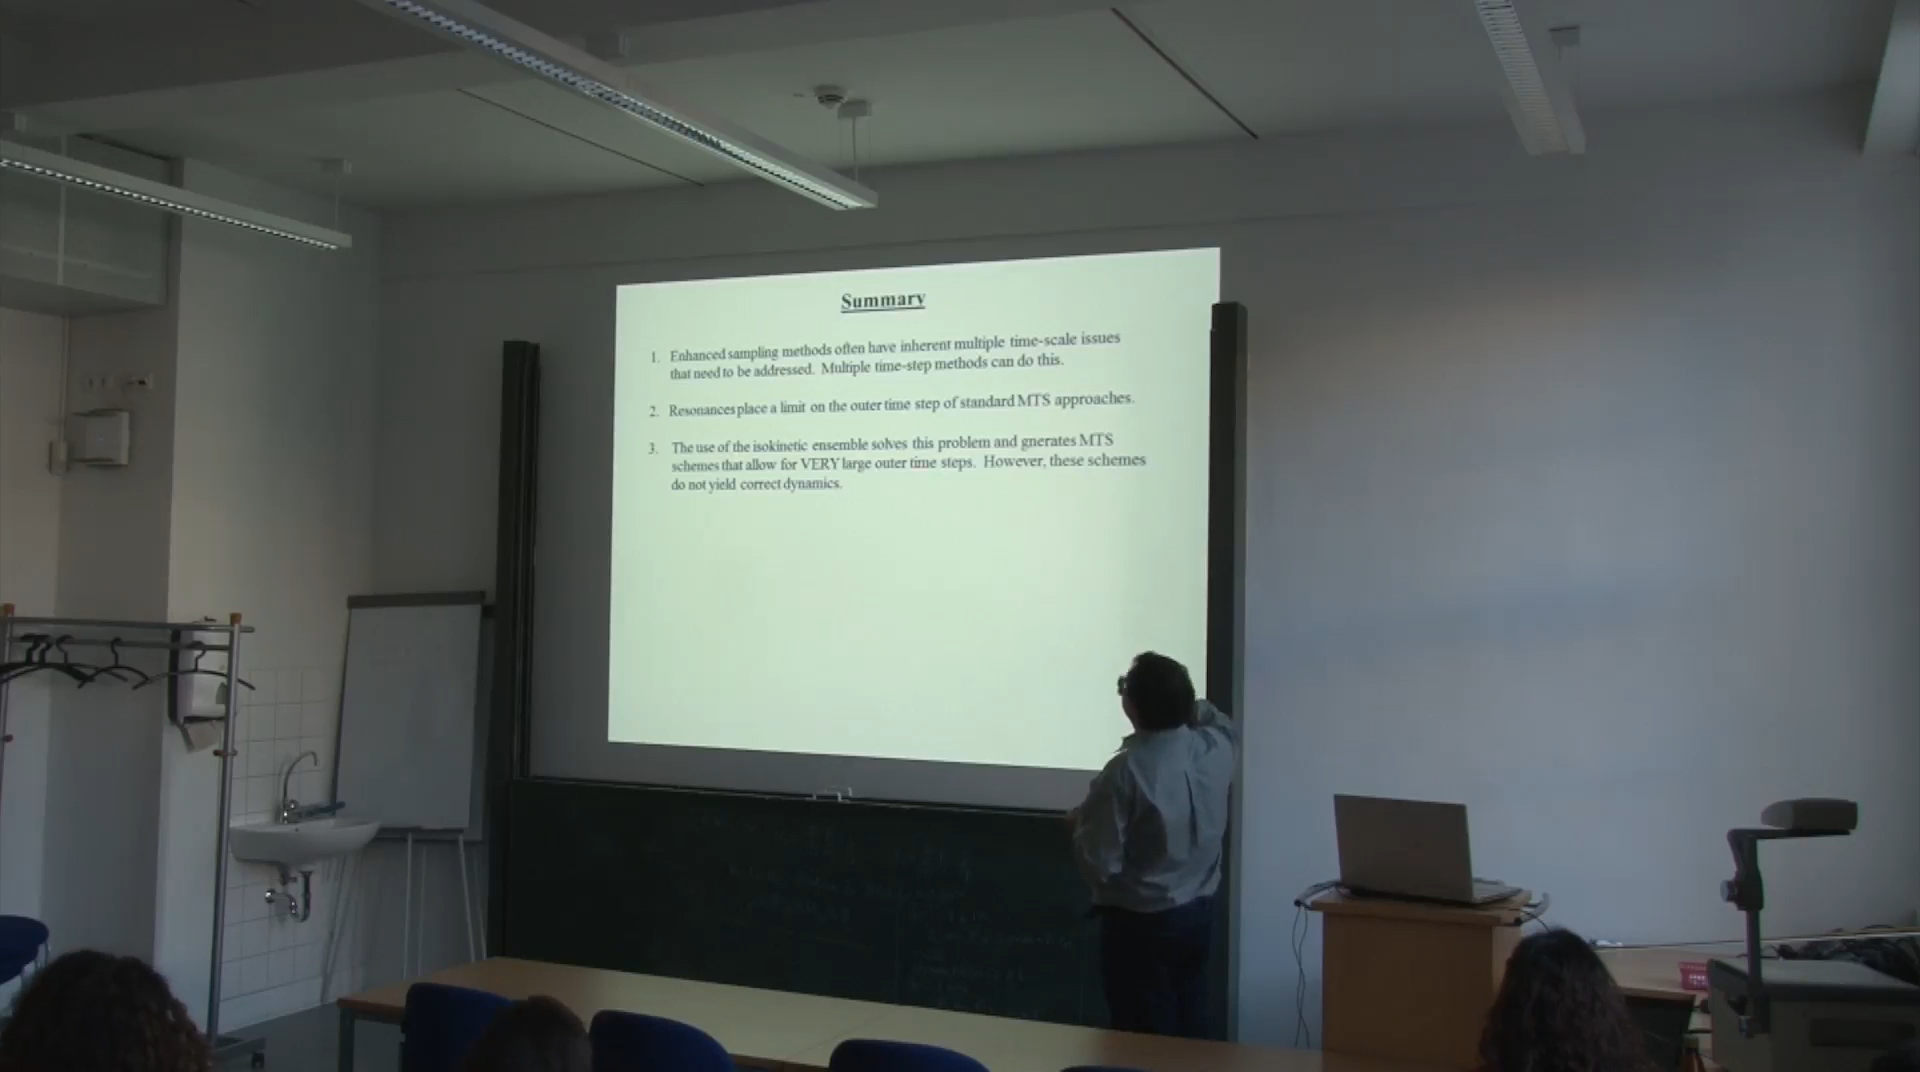 Summary
1. Enhanced sampling methods often have inherent multiple time-scale issues
that need to be addressed. Multiple time-step methods can do this.
2. Resonances place a limit on the outer time step of standard MTS approaches.
3. The use of the isokinetic ensemble solves this problem and gnerates MTS
schemes that allow for VERY large outer time steps. However, these schemes
do not yield correct dynamics.